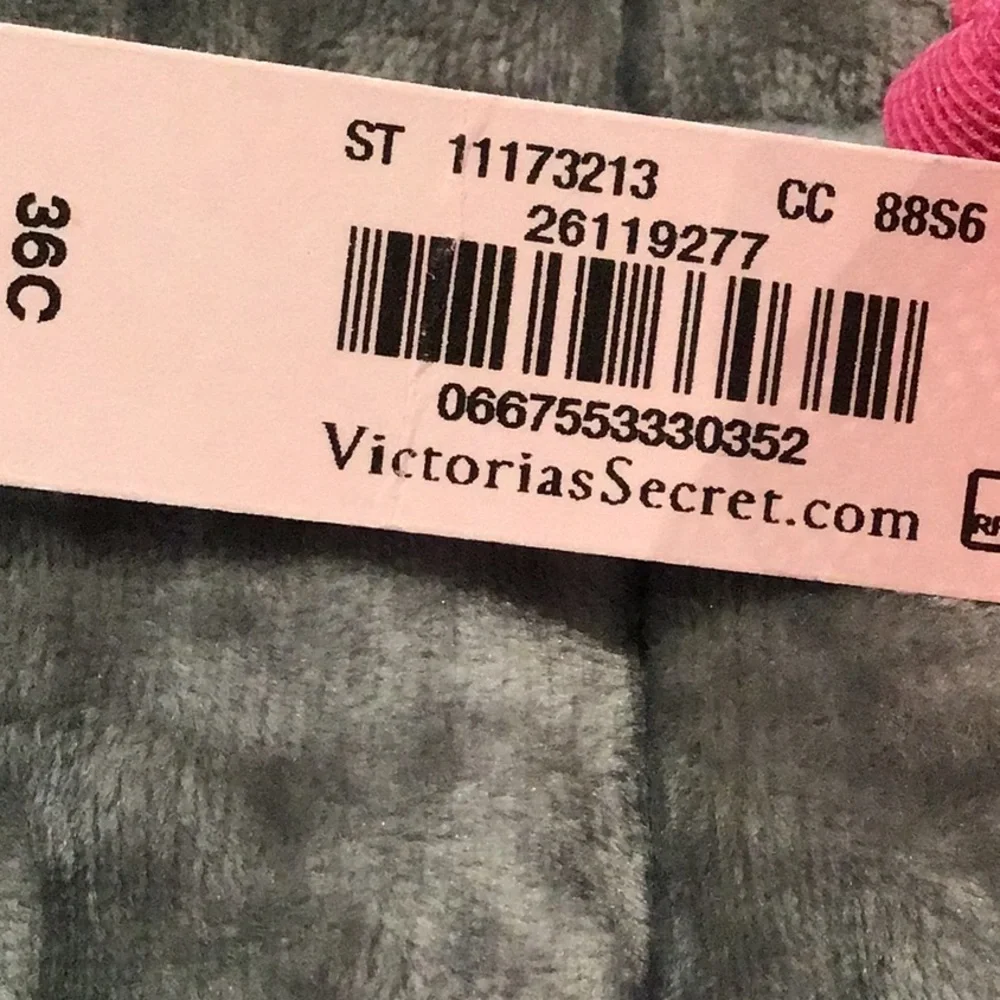 36C
ST 11173213 CC 88S6
26119277
0667553330352
VictoriasSecret.com